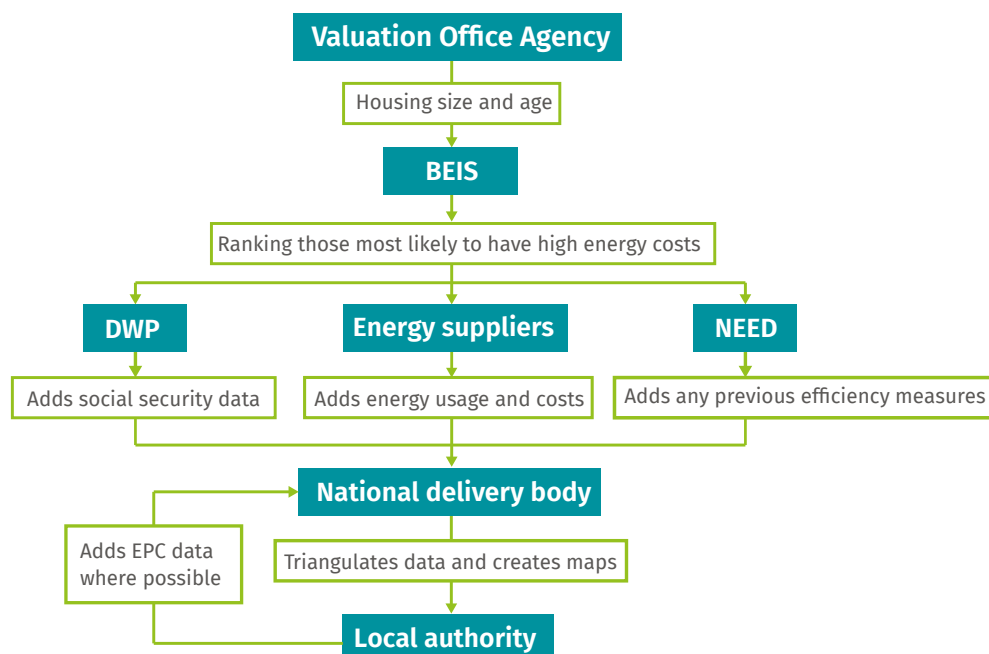 Valuation Office Agency
Housing size and age
BEIS
Ranking those most likely to have high energy costs
DWP
Energy suppliers
NEED
Adds social security data
Adds energy usage and costs
Adds any previous efficiency measures
National delivery body
Adds EPC data
where possible
Triangulates data and creates maps
Local authority